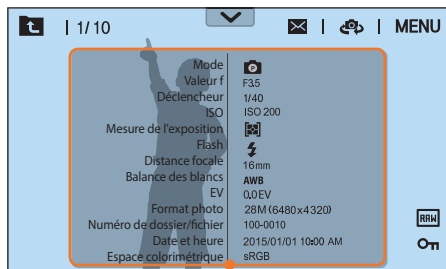 1/10 MENU
Mode P
Valeur f F3.5
Déclencheur 1/40
ISO ISO 200
Mesure de l'exposition
Flash
Distance focale 16mm
Balance des blancs AWB
EV 0.0EV
Format photo 28M (6480x4320)
RAW
Numéro de dossier/fichier 100-0010
Date et heure 2015/01/01 10:00 AM
Espace colorimétrique sRGB